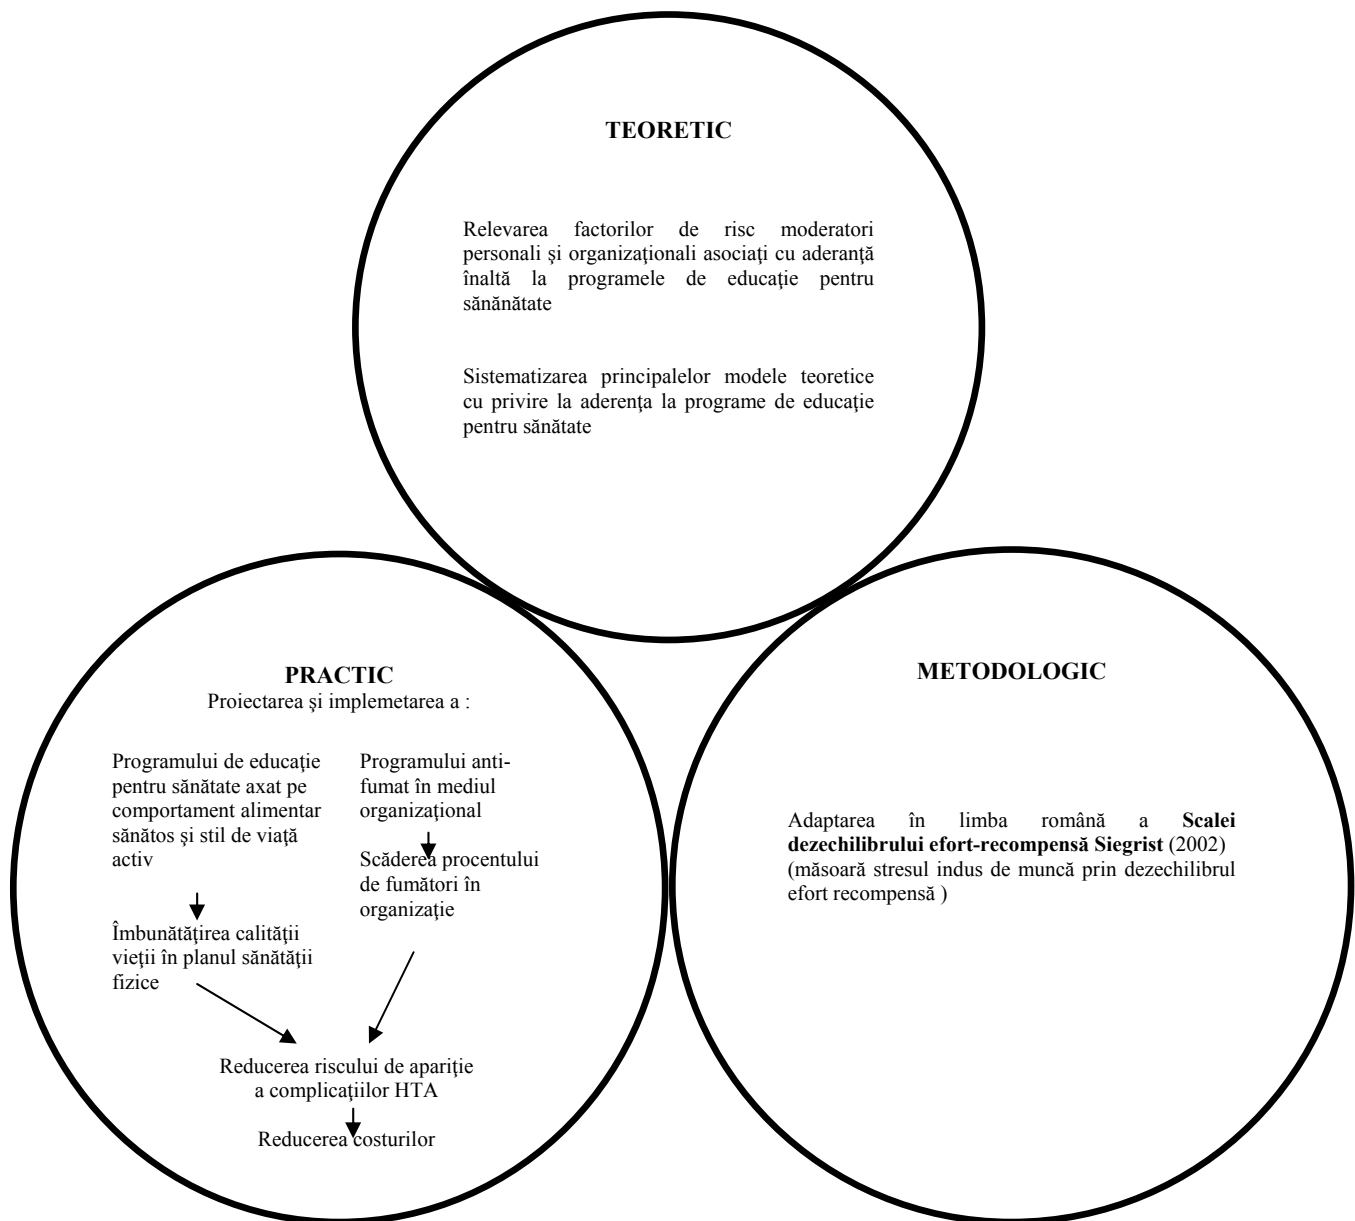 TEORETIC
Relevarea factorilor de risc moderatori
personali şi organizaţionali asociaţi cu aderanţă
înaltă la programele de educaţie pentru
sănănătate
Sistematizarea principalelor modele teoretice
cu privire la aderenţa la programe de educaţie
pentru sănătate
PRACTIC
Proiectarea şi implemetarea a :
Programului de educaţie
pentru sănătate axat pe
comportament alimentar
sănătos şi stil de viaţă
activ
Îmbunătăţirea calităţii
vieţii în planul sănătăţii
fizice
Programului anti-
fumat în mediul
organizaţional
Scăderea procentului
de fumători în
organizaţie
Reducerea riscului de apariţie
a complicaţiilor HTA
Reducerea costurilor
METODOLOGIC
Adaptarea în limba română a Scalei
dezechilibrului efort-recompensă Siegrist (2002)
(măsoară stresul indus de muncă prin dezechilibrul
efort recompensă )